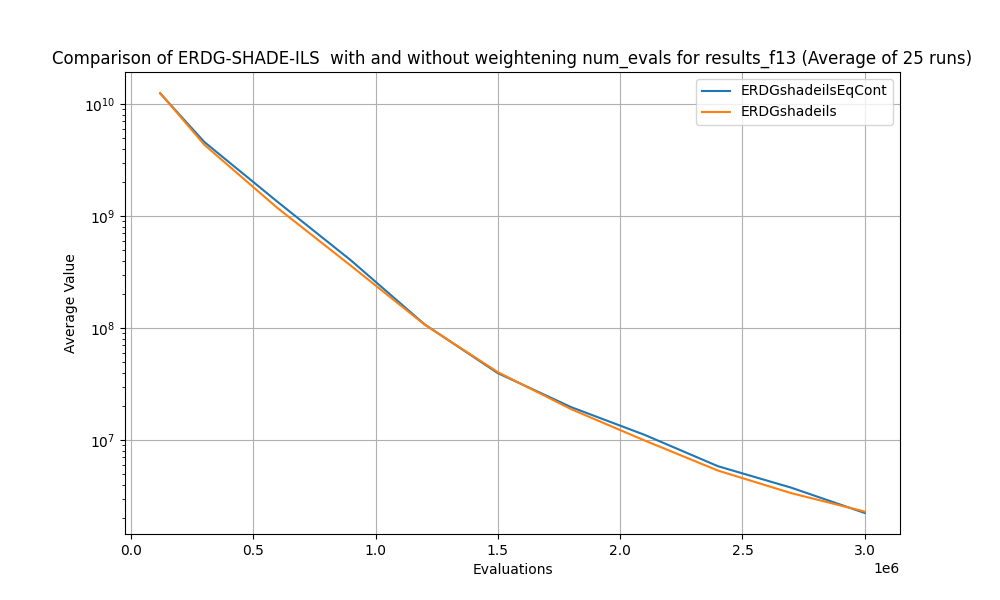 Comparison of ERDG-SHADE-ILS  with and without weightening num_evals for results_f13 (Average of 25 runs)
ERDGshadeilsEqCont
ERDGshadeils
10^10
10^9
10^8
10^7
Average Value
0.0 0.5 1.0 1.5 2.0 2.5 3.0
1e6
Evaluations